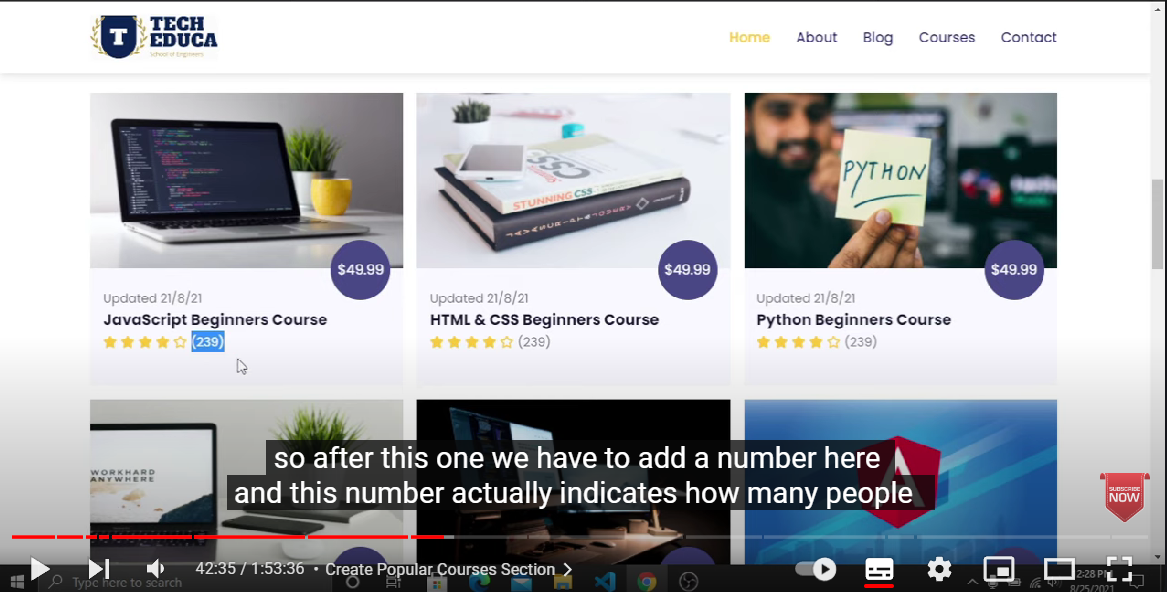 TECH
EDUCA
School of Engineers
Home About Blog Courses Contact
STUNNING CSS
PYTHON
$49.99 $49.99 $49.99
Updated 21/8/21 Updated 21/8/21 Updated 21/8/21
JavaScript Beginners Course HTML & CSS Beginners Course Python Beginners Course
(239) (239) (239)
WORKHARD
ANYWHERE
so after this one we have to add a number here
and this number actually indicates how many people
SUBSCRIBE
NOW
42:35 / 1:53:36 • Create Popular Courses Section
Type here to search
8/25/2021